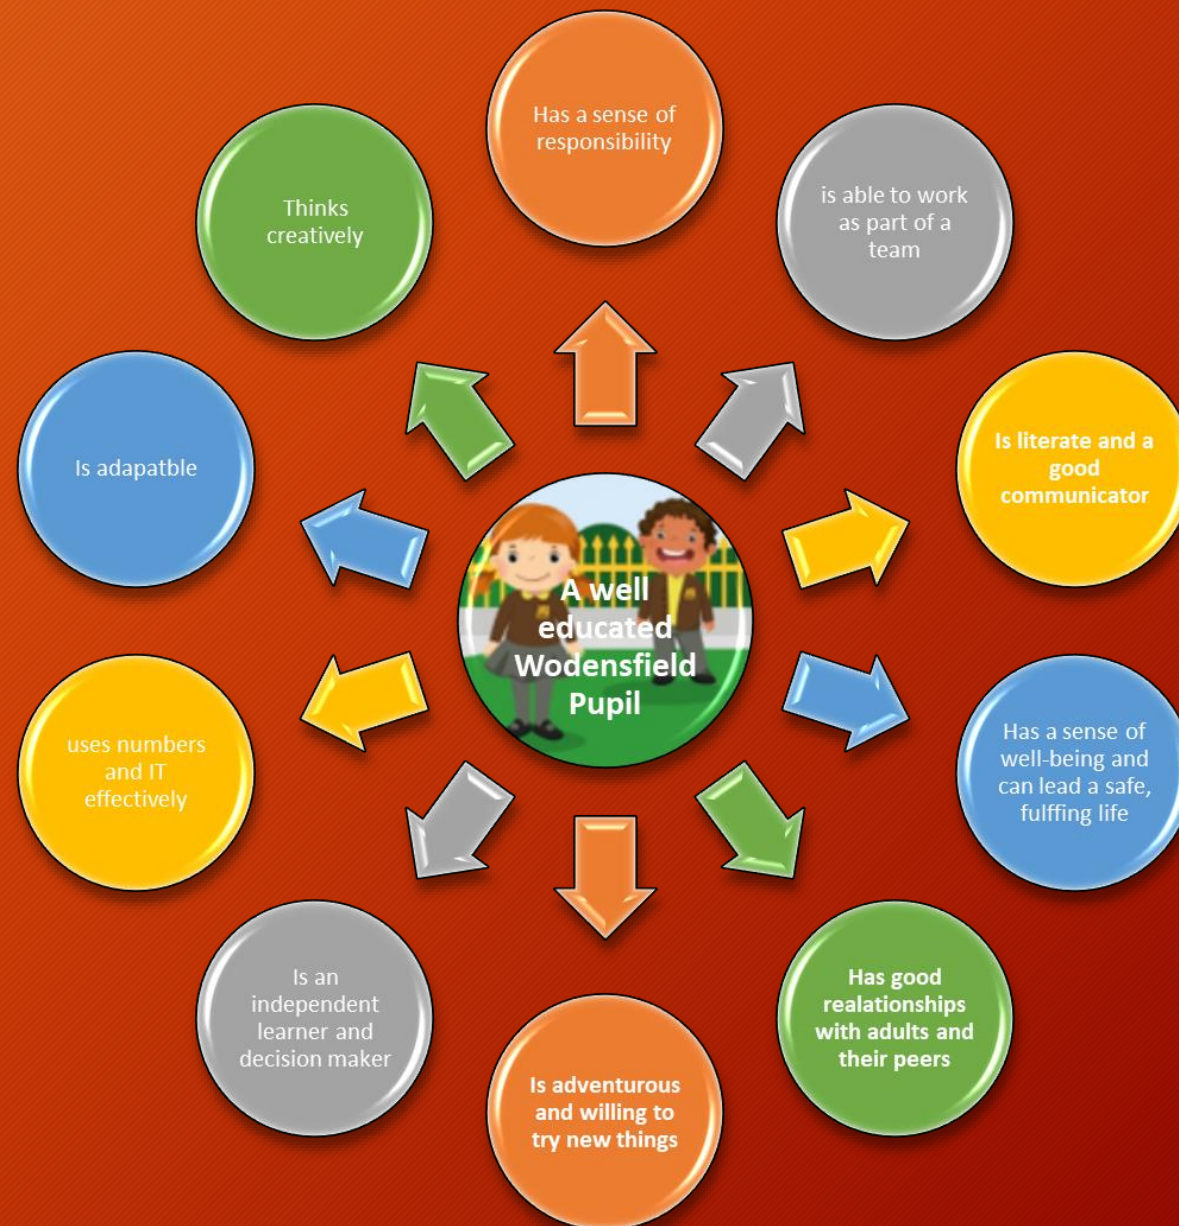 Has a sense of
responsibility
is able to work
as part of a
team
Is literate and a
good
communicator
Has a sense of
well-being and
can lead a safe,
fulffing life
Has good
realationships
with adults and
their peers
Is adventurous
and willing to
try new things
Is an
independent
learner and
decision maker
uses numbers
and IT
effectively
Is adapatble
Thinks
creatively
A well
educated
Wodensfield
Pupil